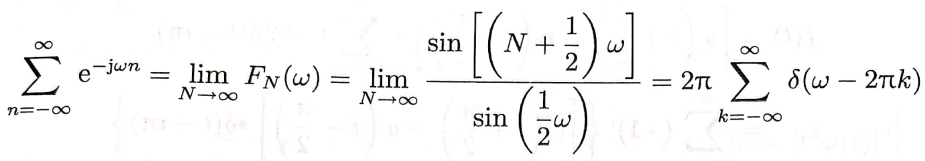 $$\sum_{n=-\infty}^{\infty} \mathrm{e}^{-\mathrm{j}\omega n} = \lim_{N\to\infty} F_N(\omega) = \lim_{N\to\infty} \frac{\sin\left[\left(N+\frac{1}{2}\right)\omega\right]}{\sin\left(\frac{1}{2}\omega\right)} = 2\pi \sum_{k=-\infty}^{\infty} \delta(\omega - 2\pi k)$$